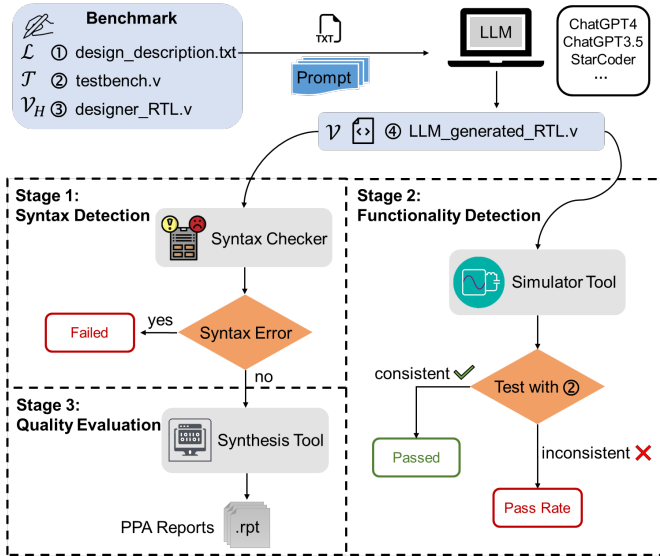 Benchmark
ℒ ① design_description.txt
𝒯 ② testbench.v
𝒱_H ③ designer_RTL.v
TXT
Prompt
LLM
ChatGPT4
ChatGPT3.5
StarCoder
...
𝒱 <> ④ LLM_generated_RTL.v
Stage 1:
Syntax Detection
Syntax Checker
Syntax Error
yes
Failed
no
Stage 2:
Functionality Detection
Simulator Tool
Test with ②
consistent
Passed
inconsistent
Pass Rate
Stage 3:
Quality Evaluation
Synthesis Tool
PPA Reports
.rpt